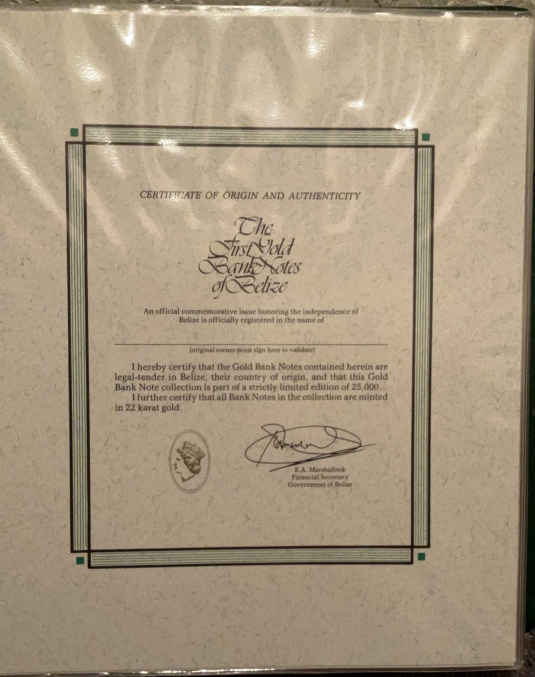 CERTIFICATE OF ORIGIN AND AUTHENTICITY
The
First Gold
Bank Notes
of Belize
An official commemorative issue honoring the independence of
Belize is officially registered in the name of
(original owner must sign here to validate)
I hereby certify that the Gold Bank Notes contained herein are
legal-tender in Belize, their country of origin, and that this Gold
Bank Note collection is part of a strictly limited edition of 25,000.
I further certify that all Bank Notes in the collection are minted
in 22 karat gold.
Financial Secretary
Government of Belize